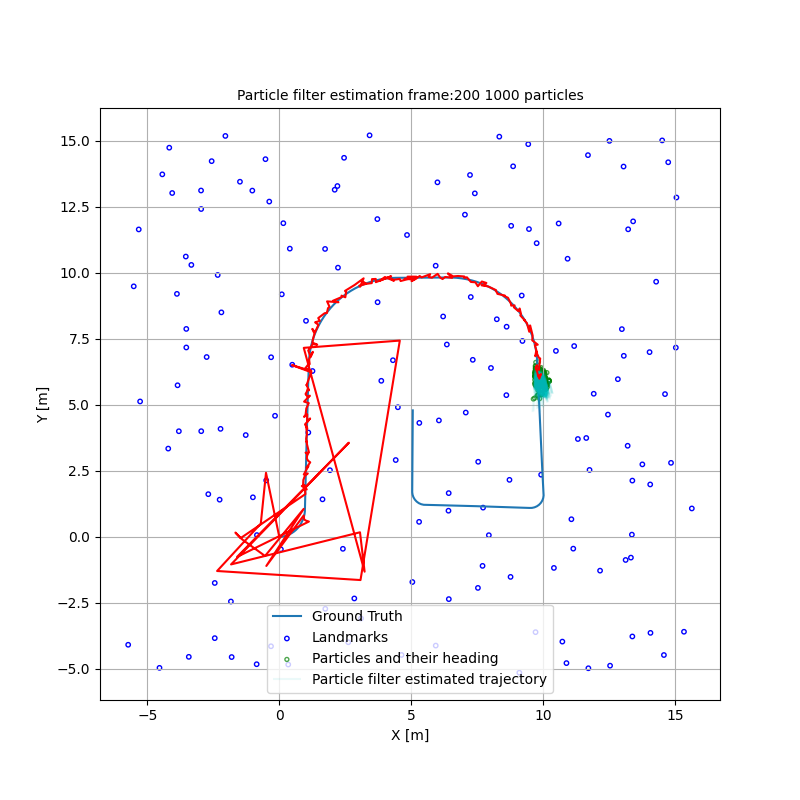 Particle filter estimation frame:200 1000 particles
15.0
12.5
10.0
7.5
5.0
2.5
0.0
−2.5
−5.0
Y [m]
Ground Truth
Landmarks
Particles and their heading
Particle filter estimated trajectory
−5
0
5
10
15
X [m]